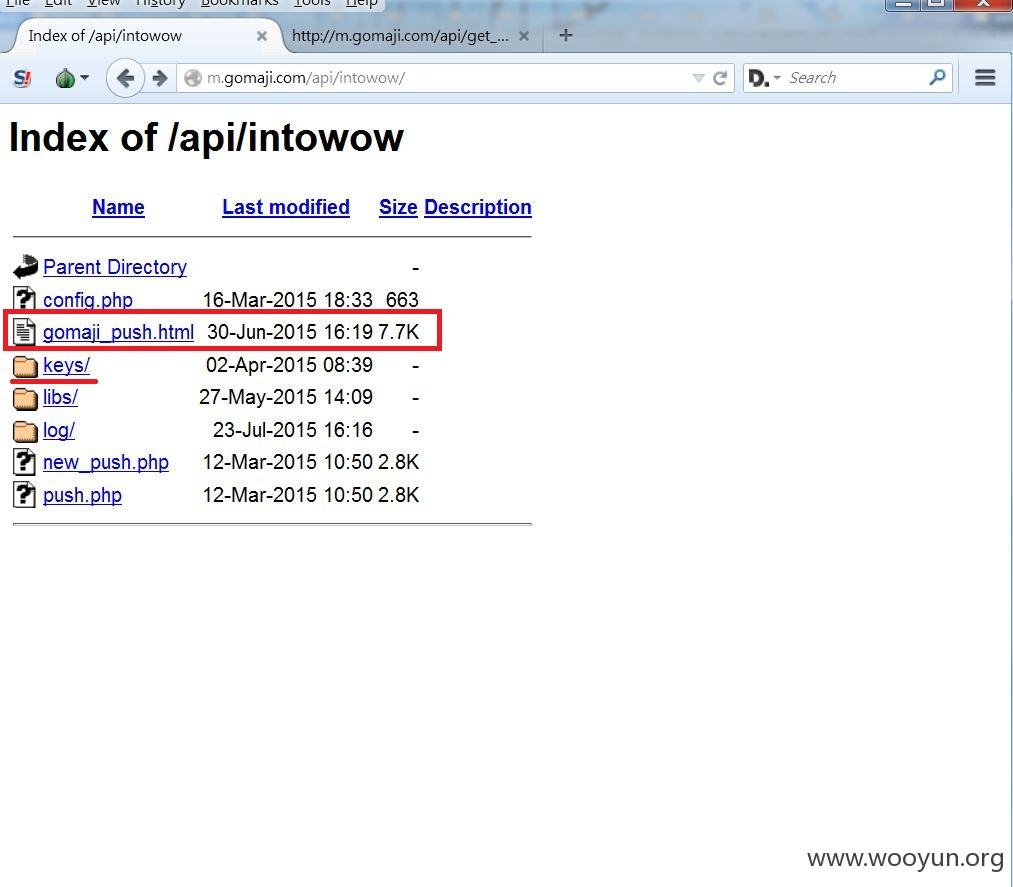 File Edit View History Bookmarks Tools Help
Index of /api/intowow http://m.gomaji.com/api/get_...
S! m.gomaji.com/api/intowow/ D. Search
Index of /api/intowow
Name Last modified Size Description
Parent Directory -
config.php 16-Mar-2015 18:33 663
gomaji_push.html 30-Jun-2015 16:19 7.7K
keys/ 02-Apr-2015 08:39 -
libs/ 27-May-2015 14:09 -
log/ 23-Jul-2015 16:16 -
new_push.php 12-Mar-2015 10:50 2.8K
push.php 12-Mar-2015 10:50 2.8K
www.wooyun.org